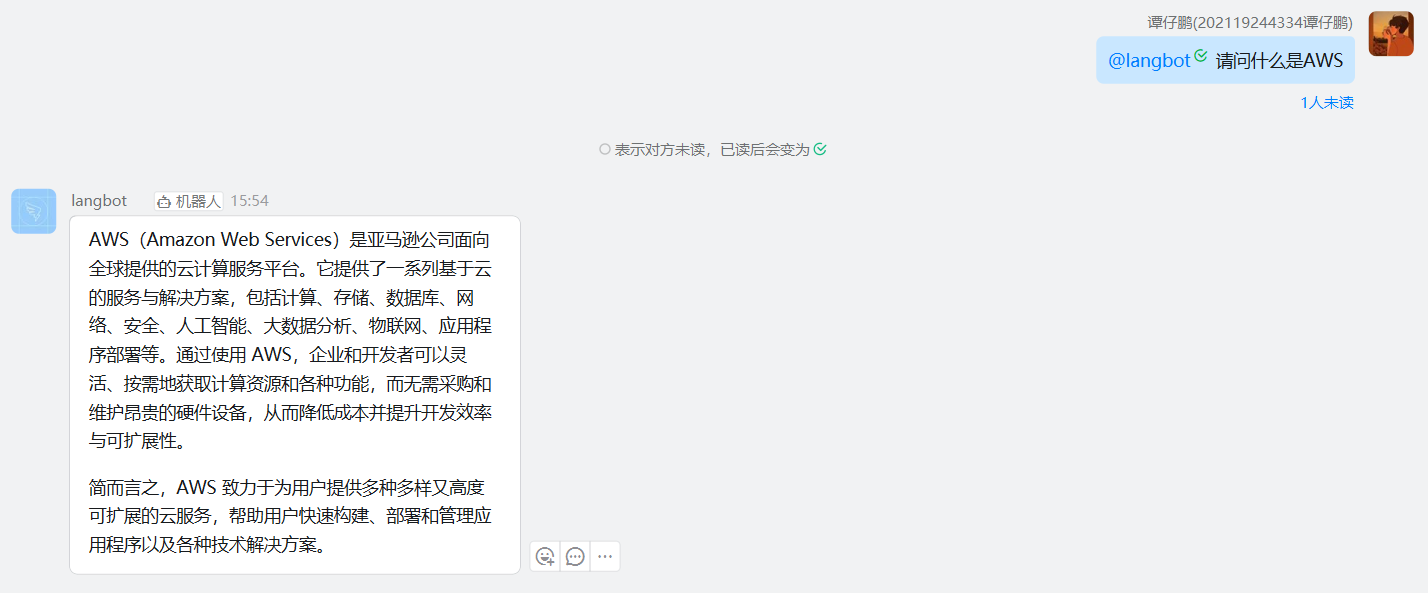 谭仔鹏(202119244334谭仔鹏)
@langbot 请问什么是AWS
1人未读
表示对方未读，已读后会变为
langbot 机器人 15:54
AWS（Amazon Web Services）是亚马逊公司面向
全球提供的云计算服务平台。它提供了一系列基于云
的服务与解决方案，包括计算、存储、数据库、网
络、安全、人工智能、大数据分析、物联网、应用程
序部署等。通过使用 AWS，企业和开发者可以灵
活、按需地获取计算资源和各种功能，而无需采购和
维护昂贵的硬件设备，从而降低成本并提升开发效率
与可扩展性。
简而言之，AWS 致力于为用户提供多种多样又高度
可扩展的云服务，帮助用户快速构建、部署和管理应
用程序以及各种技术解决方案。